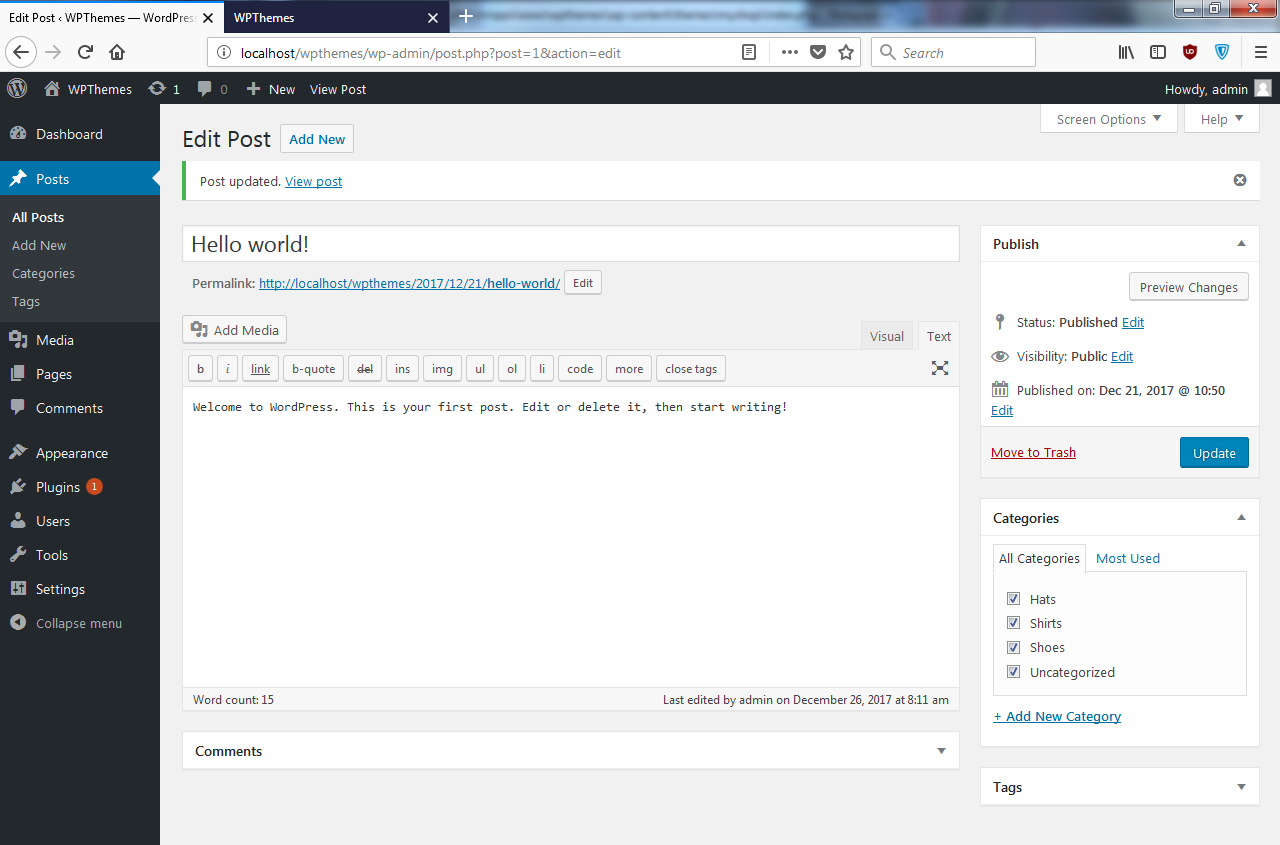 Edit Post ‹ WPThemes — WordPres
WPThemes
localhost/wpthemes/wp-admin/post.php?post=1&action=edit
Search
WPThemes
1
0
New
View Post
Howdy, admin
Dashboard
Posts
All Posts
Add New
Categories
Tags
Media
Pages
Comments
Appearance
Plugins 1
Users
Tools
Settings
Collapse menu
Screen Options
Help
Edit Post
Add New
Post updated. View post
Hello world!
Permalink: http://localhost/wpthemes/2017/12/21/hello-world/ Edit
Add Media
Visual
Text
b
i
link
b-quote
del
ins
img
ul
ol
li
code
more
close tags
Welcome to WordPress. This is your first post. Edit or delete it, then start writing!
Word count: 15
Last edited by admin on December 26, 2017 at 8:11 am
Comments
Publish
Preview Changes
Status: Published Edit
Visibility: Public Edit
Published on: Dec 21, 2017 @ 10:50
Edit
Move to Trash
Update
Categories
All Categories
Most Used
Hats
Shirts
Shoes
Uncategorized
+ Add New Category
Tags